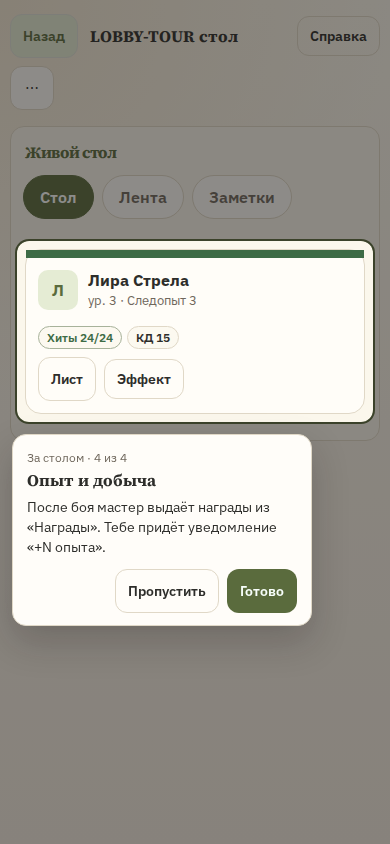 Назад
LOBBY-TOUR стол
Справка
...
Живой стол
Стол
Лента
Заметки
Л
Лира Стрела
ур. 3 · Следопыт 3
Хиты 24/24
КД 15
Лист
Эффект
За столом · 4 из 4
Опыт и добыча
После боя мастер выдаёт награды из
«Награды». Тебе придёт уведомление
«+N опыта».
Пропустить
Готово